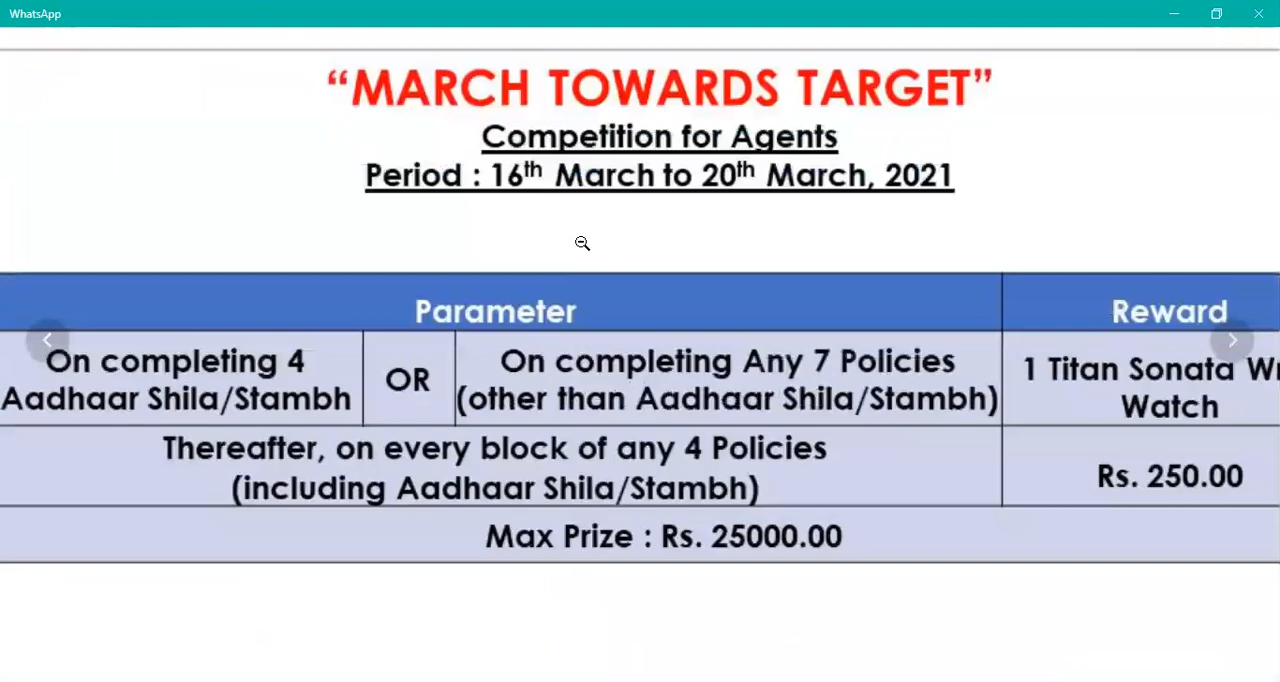 WhatsApp
“MARCH TOWARDS TARGET”
Competition for Agents
Period : 16th March to 20th March, 2021
Parameter
Reward
On completing 4
Aadhaar Shila/Stambh
OR
On completing Any 7 Policies
(other than Aadhaar Shila/Stambh)
1 Titan Sonata
Watch
Thereafter, on every block of any 4 Policies
(including Aadhaar Shila/Stambh)
Rs. 250.00
Max Prize : Rs. 25000.00